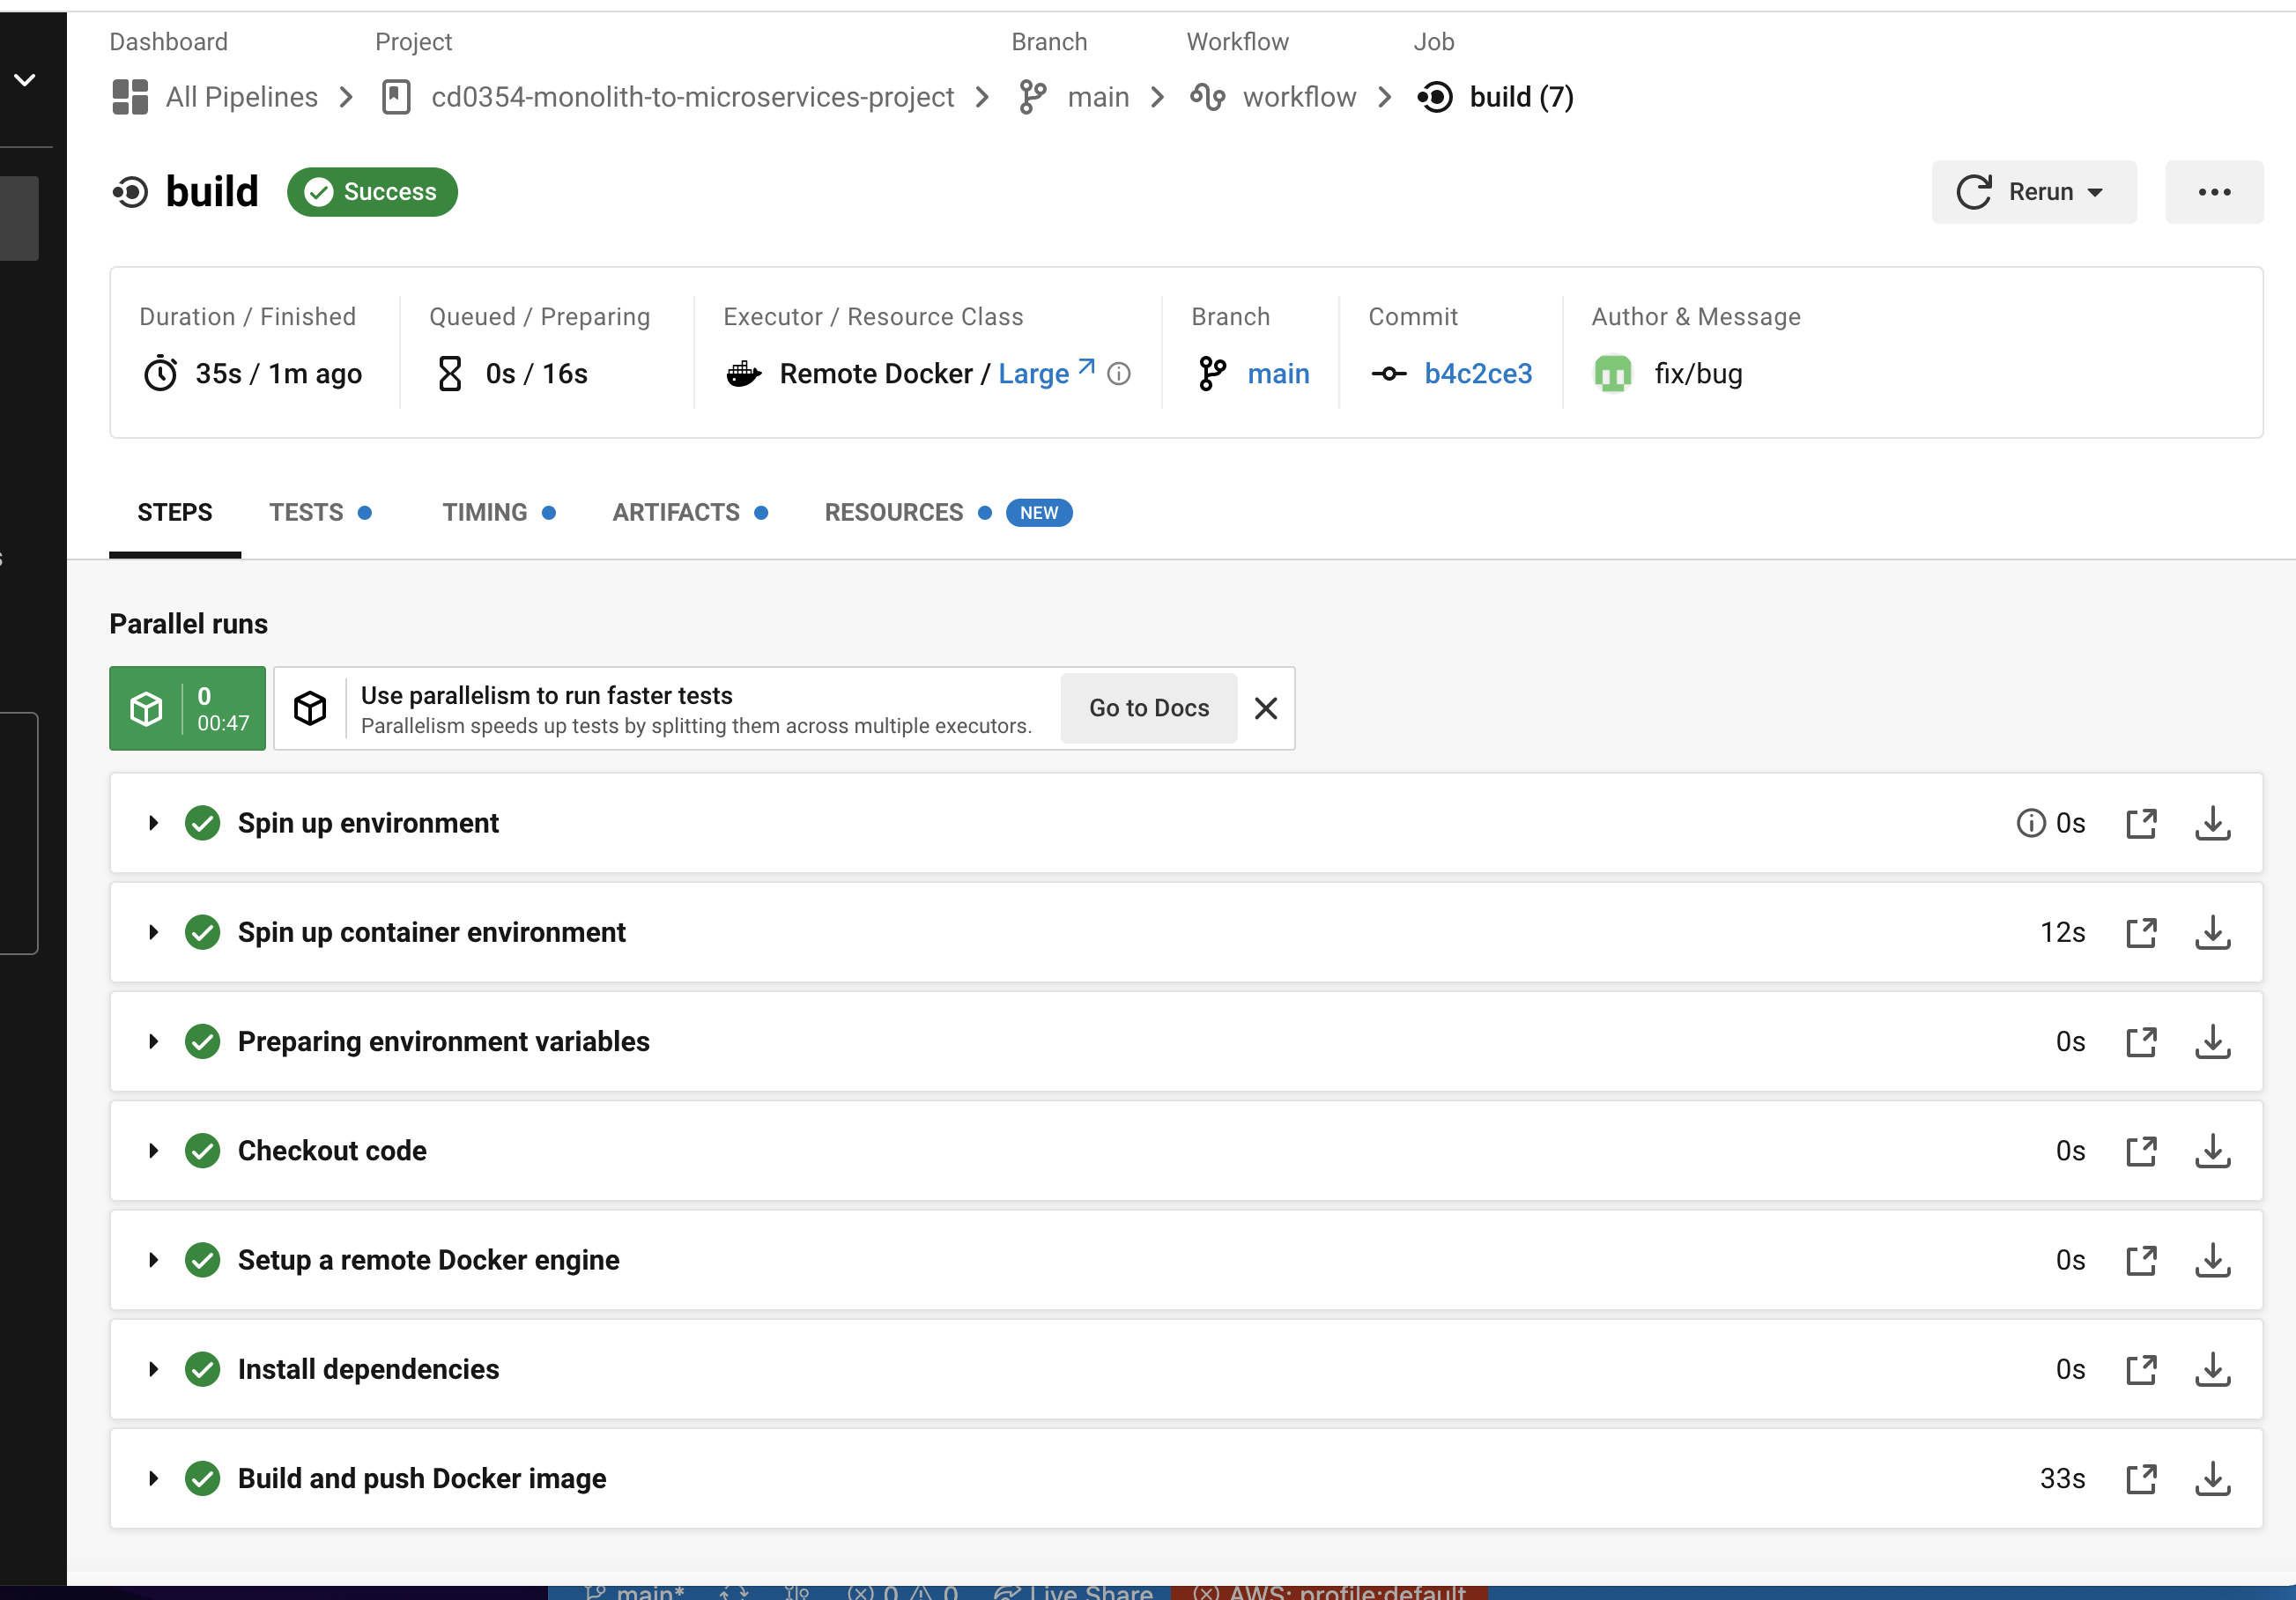 Dashboard Project Branch Workflow Job
All Pipelines cd0354-monolith-to-microservices-project main workflow build (7)
build Success Rerun
Duration / Finished Queued / Preparing Executor / Resource Class Branch Commit Author & Message
35s / 1m ago 0s / 16s Remote Docker / Large main b4c2ce3 fix/bug
STEPS TESTS TIMING ARTIFACTS RESOURCES NEW
Parallel runs
0
00:47
Use parallelism to run faster tests
Parallelism speeds up tests by splitting them across multiple executors.
Go to Docs
Spin up environment 0s
Spin up container environment 12s
Preparing environment variables 0s
Checkout code 0s
Setup a remote Docker engine 0s
Install dependencies 0s
Build and push Docker image 33s
main* 0 0 Live Share AWS: profile:default